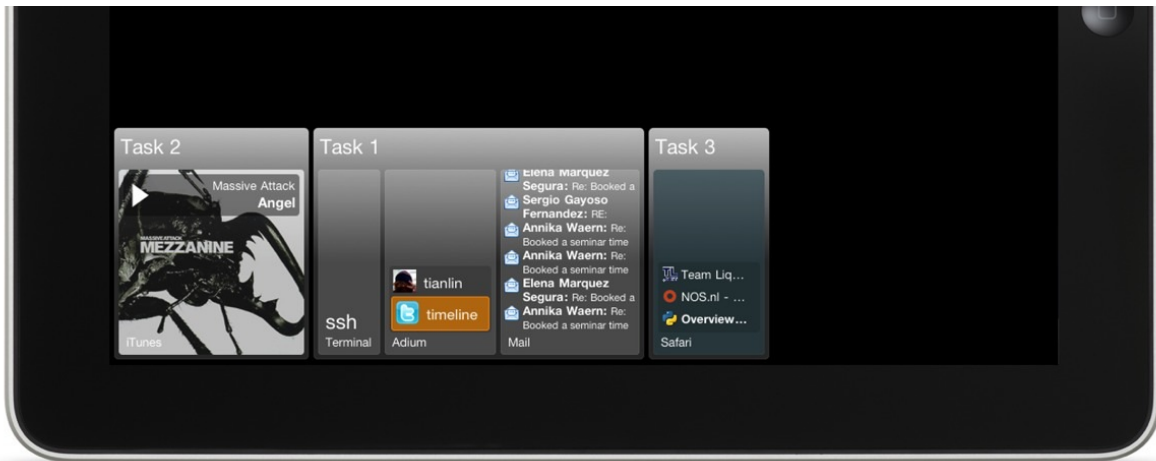 Task 2
Massive Attack
Angel
MASSIVE ATTACK
MEZZANINE
iTunes
Task 1
ssh
Terminal
tianlin
timeline
Adium
Elena Marquez
Segura: Re: Booked a
Sergio Gayoso
Fernandez: RE:
Annika Waern: Re:
Booked a seminar time
Annika Waern: Re:
Booked a seminar time
Elena Marquez
Segura: Re: Booked a
Annika Waern: Re:
Booked a seminar time
Mail
Task 3
Team Liq...
NOS.nl - ...
Overview...
Safari